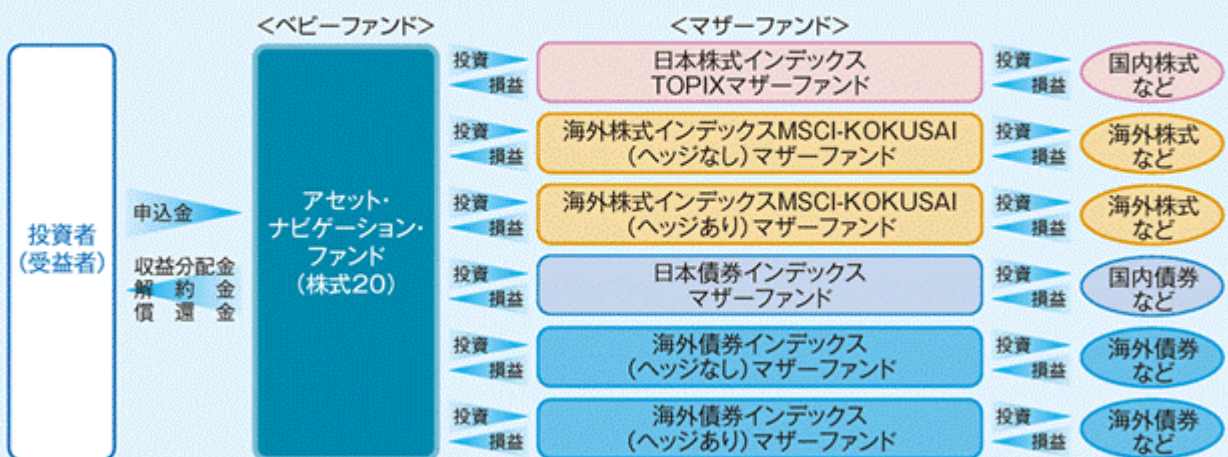 <ベビーファンド>
<マザーファンド>
投資者
(受益者)
申込金
収益分配金
解約金
償還金
アセット・
ナビゲーション・
ファンド
(株式20)
投資
損益
日本株式インデックス
TOPIXマザーファンド
投資
損益
国内株式
など
投資
損益
海外株式インデックスMSCI-KOKUSAI
(ヘッジなし)マザーファンド
投資
損益
海外株式
など
投資
損益
海外株式インデックスMSCI-KOKUSAI
(ヘッジあり)マザーファンド
投資
損益
海外株式
など
投資
損益
日本債券インデックス
マザーファンド
投資
損益
国内債券
など
投資
損益
海外債券インデックス
(ヘッジなし)マザーファンド
投資
損益
海外債券
など
投資
損益
海外債券インデックス
(ヘッジあり)マザーファンド
投資
損益
海外債券
など